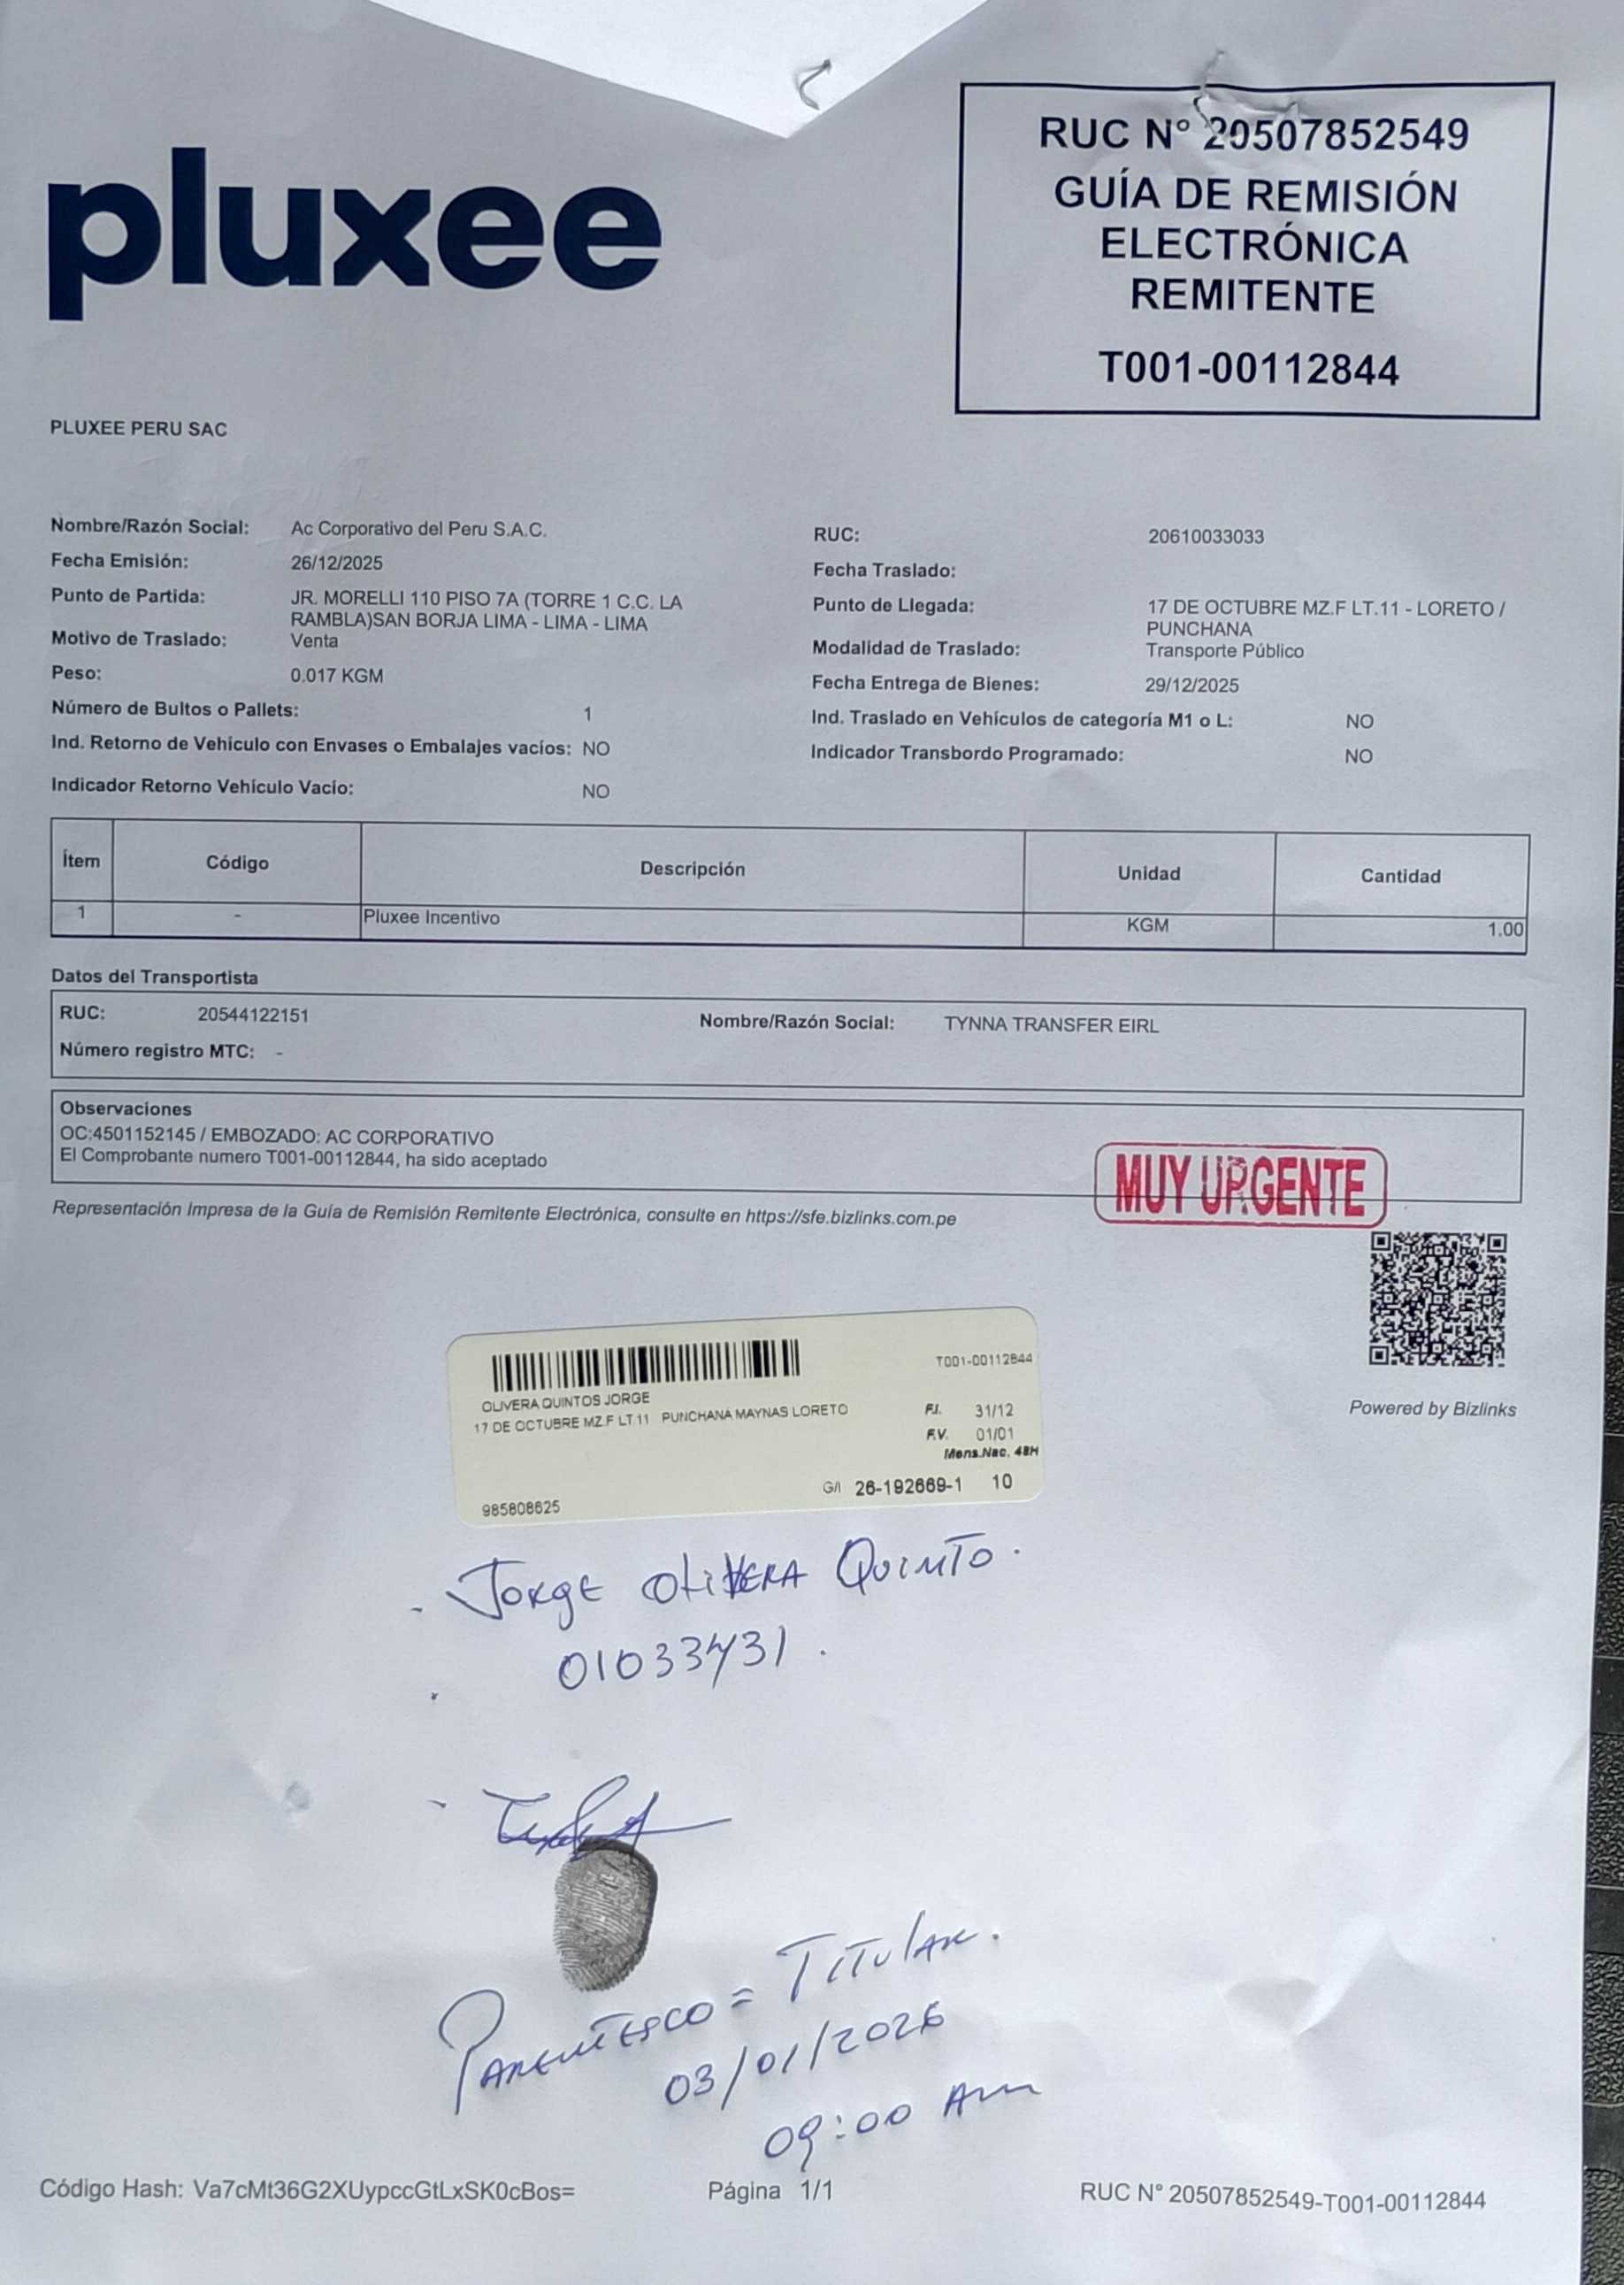 pluxee
RUC Nº 20507852549
GUÍA DE REMISIÓN
ELECTRÓNICA
REMITENTE
T001-00112844
PLUXEE PERU SAC
Nombre/Razón Social: Ac Corporativo del Peru S.A.C.
RUC: 20610033033
Fecha Emisión: 26/12/2025
Fecha Traslado:
Punto de Partida: JR. MORELLI 110 PISO 7A (TORRE 1 C.C. LA
RAMBLA)SAN BORJA LIMA - LIMA - LIMA
Punto de Llegada: 17 DE OCTUBRE MZ.F LT.11 - LORETO /
PUNCHANA
Motivo de Traslado: Venta
Modalidad de Traslado: Transporte Público
Peso: 0.017 KGM
Fecha Entrega de Bienes: 29/12/2025
Número de Bultos o Pallets: 1
Ind. Traslado en Vehículos de categoría M1 o L: NO
Ind. Retorno de Vehículo con Envases o Embalajes vacíos: NO
Indicador Transbordo Programado: NO
Indicador Retorno Vehículo Vacío: NO
Ítem Código Descripción Unidad Cantidad
1 - Pluxee Incentivo KGM 1.00
Datos del Transportista
RUC: 20544122151 Nombre/Razón Social: TYNNA TRANSFER EIRL
Número registro MTC: -
Observaciones
OC:4501152145 / EMBOZADO: AC CORPORATIVO
El Comprobante numero T001-00112844, ha sido aceptado
MUY URGENTE
Representación Impresa de la Guía de Remisión Remitente Electrónica, consulte en https://sfe.bizlinks.com.pe
Powered by Bizlinks
T001-00112844
OLIVERA QUINTOS JORGE
17 DE OCTUBRE MZ.F LT.11 PUNCHANA MAYNAS LORETO
F.I. 31/12
F.V. 01/01
Mens.Nac. 48H
G/I 26-192669-1 10
985808625
- JORGE OLIVERA QUINTO.
01033431.
PARENTESCO = TITULAR.
03/01/2026
09:00 AM
Código Hash: Va7cMt36G2XUypccGtLxSK0cBos=
Página 1/1
RUC N° 20507852549-T001-00112844